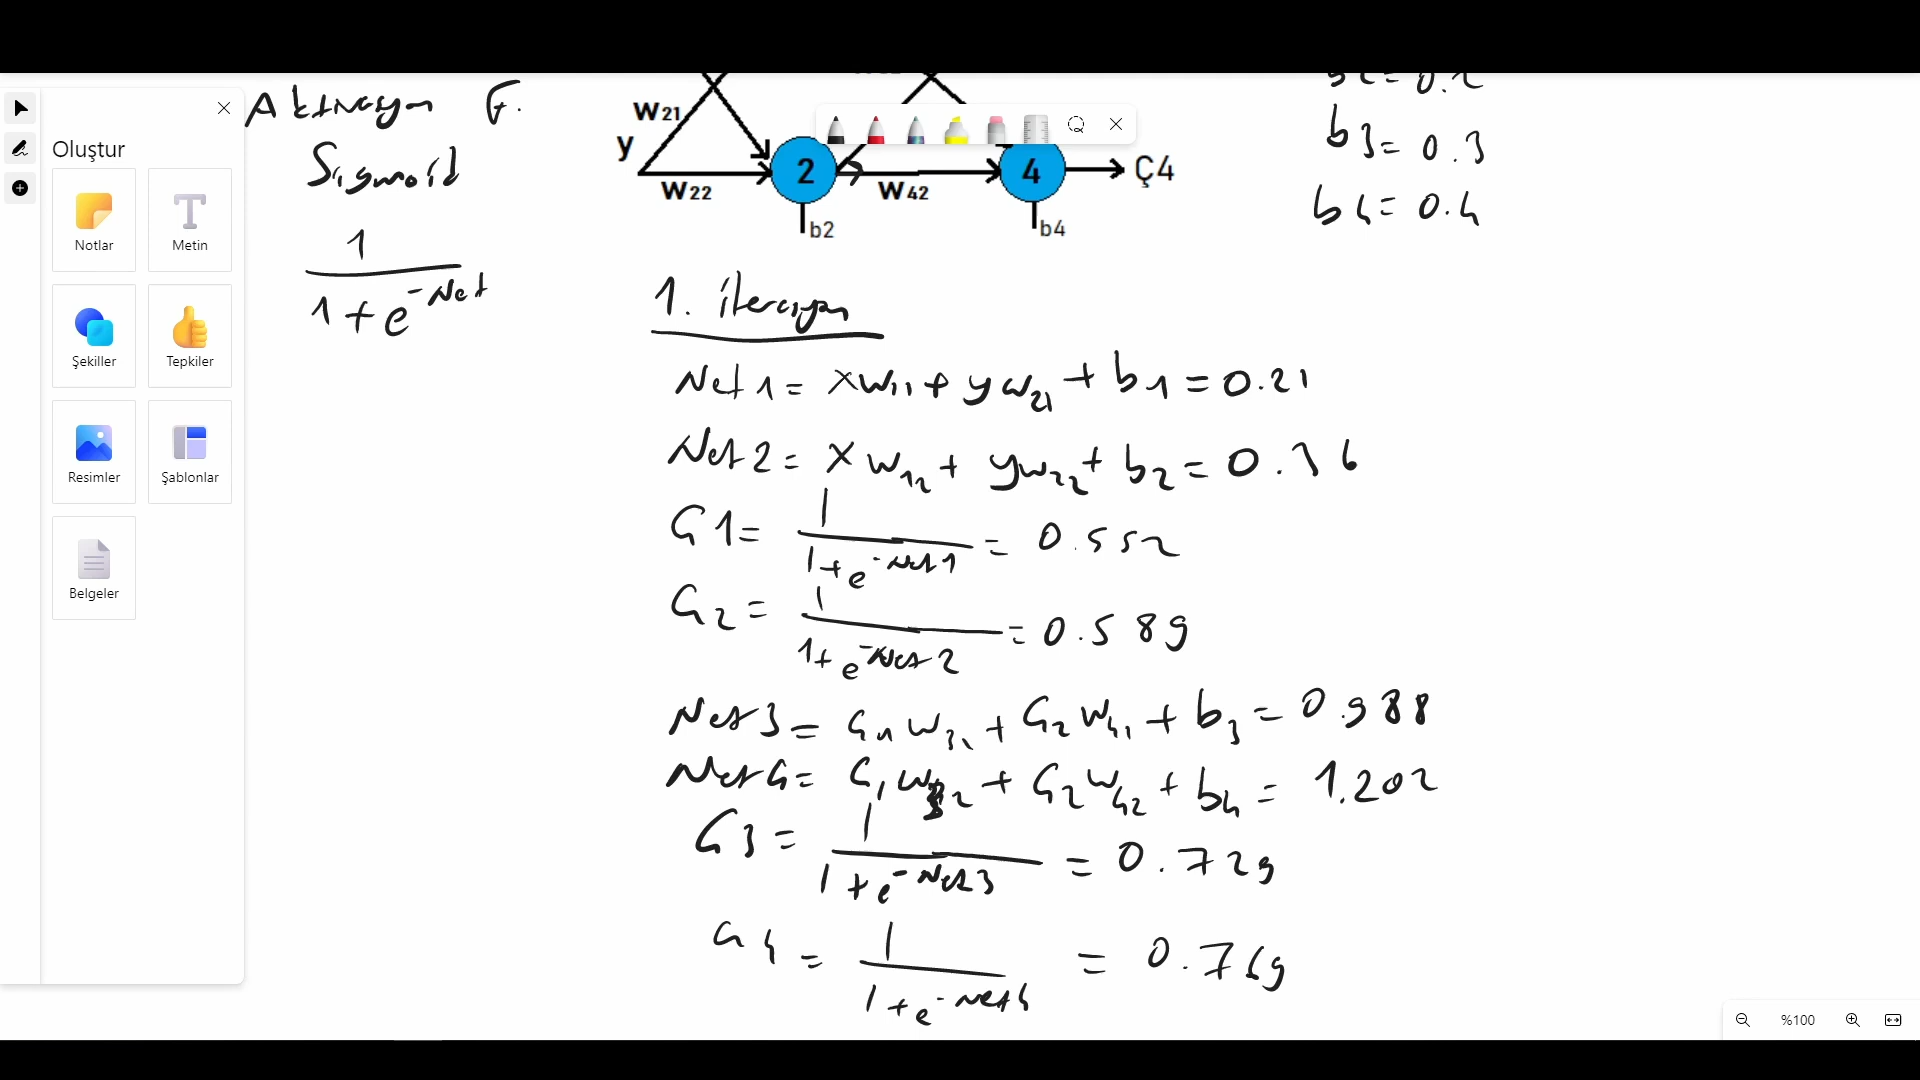 Aktivasyon F.
Sigmoid
1
1+e^-Net
Oluştur
Notlar
Metin
Şekiller
Tepkiler
Resimler
Şablonlar
Belgeler
W21
y
W22
2
b2
W42
4
b4
Ç4
b2=0.2
b3=0.3
b4=0.4
1. iterasyon
Net1= xw11+yw21+b1=0.21
Net2= xw12+yw22+b2=0.36
Ç1= 1/1+e^-Net1 = 0.552
Ç2= 1/1+e^-Net2 = 0.589
Net3= Ç1w31+Ç2w41+b3=0.988
Net4= Ç1w32+Ç2w42+b4=1.202
Ç3= 1/1+e^-Net3 = 0.729
Ç4= 1/1+e^-Net4 = 0.769
%100